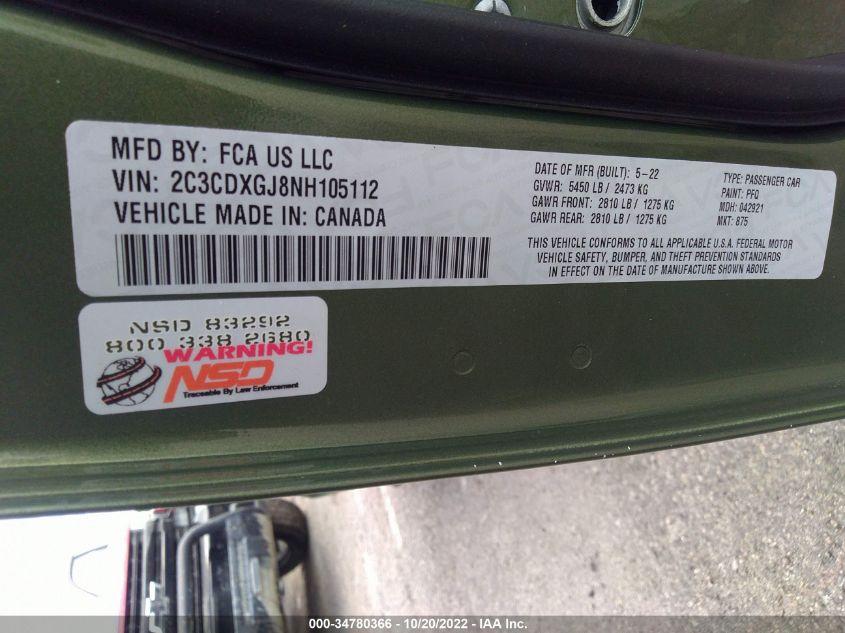 MFD BY: FCA US LLC
VIN: 2C3CDXGJ8NH105112
VEHICLE MADE IN: CANADA
DATE OF MFR (BUILT): 5-22
GVWR: 5450 LB / 2473 KG
GAWR FRONT: 2810 LB / 1275 KG
GAWR REAR: 2810 LB / 1275 KG
TYPE: PASSENGER CAR
PAINT: PFQ
MDH: 042921
MKT: 875
THIS VEHICLE CONFORMS TO ALL APPLICABLE U.S.A. FEDERAL MOTOR
VEHICLE SAFETY, BUMPER, AND THEFT PREVENTION STANDARDS
IN EFFECT ON THE DATE OF MANUFACTURE SHOWN ABOVE.
NSD 83292
800 338 2680
WARNING!
NSD
Traceable By Law Enforcement
000-34780366 - 10/20/2022 - IAA Inc.